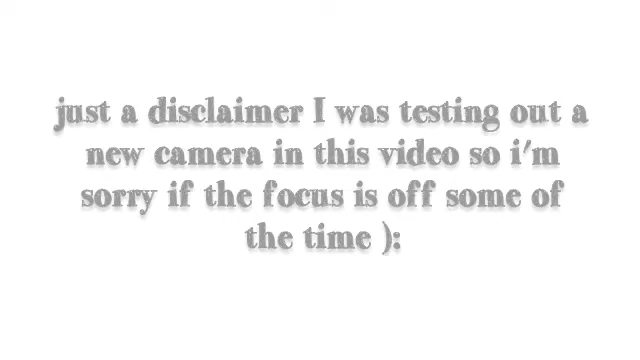 just a disclaimer I was testing out a
new camera in this video so i'm
sorry if the focus is off some of
the time ):